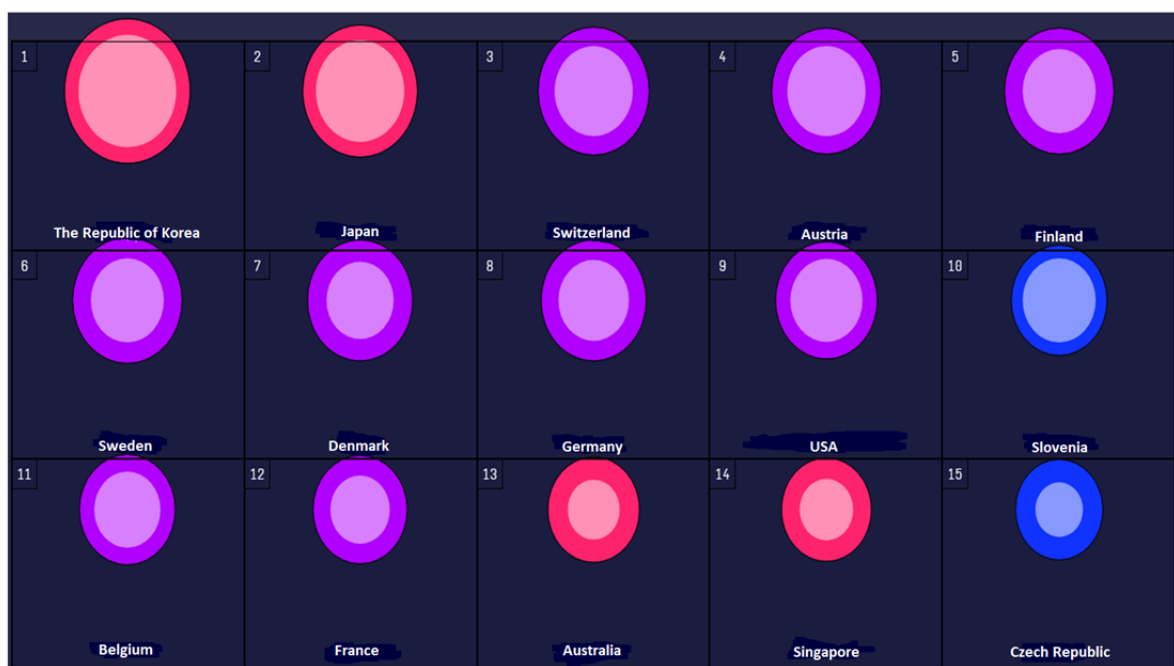 1
2
3
4
5
The Republic of Korea
Japan
Switzerland
Austria
Finland
6
7
8
9
10
Sweden
Denmark
Germany
USA
Slovenia
11
12
13
14
15
Belgium
France
Australia
Singapore
Czech Republic